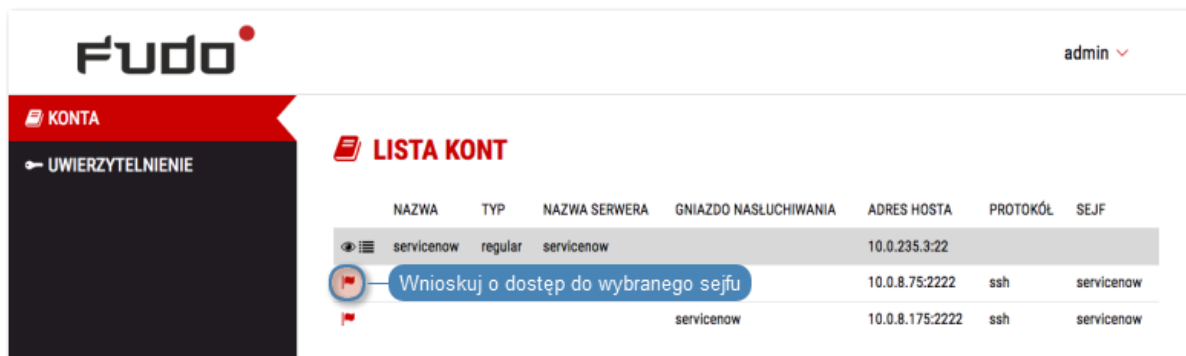 Fudo
admin
KONTA
UWIERZYTELNIENIE
LISTA KONT
NAZWA TYP NAZWA SERWERA GNIAZDO NASŁUCHIWANIA ADRES HOSTA PROTOKÓŁ SEJF
servicenow regular servicenow 10.0.235.3:22
Wnioskuj o dostęp do wybranego sejfu 10.0.8.75:2222 ssh servicenow
servicenow 10.0.8.175:2222 ssh servicenow